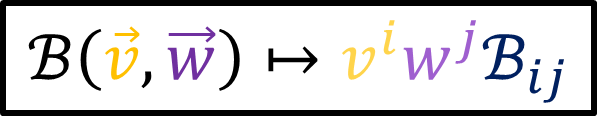 ℬ(v⃗, w⃗) ↦ vⁱwʲℬᵢⱼ